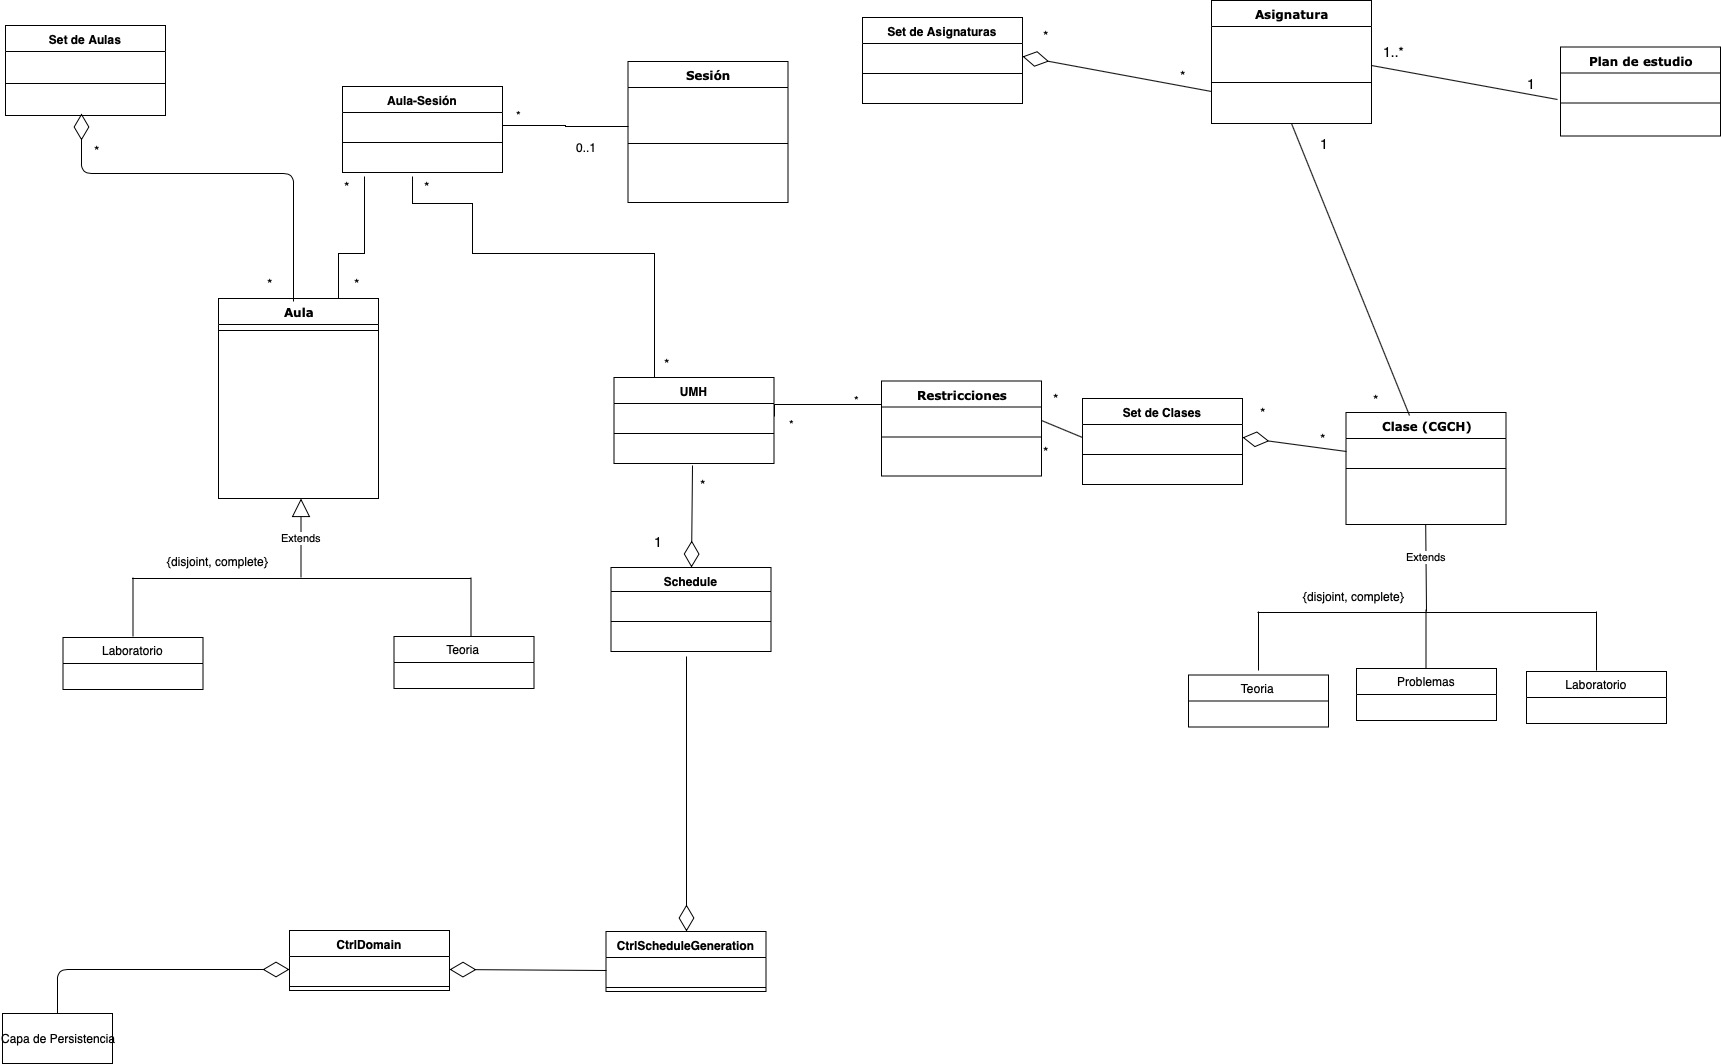 Set de Aulas
*
*
Aula-Sesión
*
0..1
Sesión
*
*
*
*
Aula
Extends
{disjoint, complete}
Laboratorio
Teoria
Set de Asignaturas
*
*
Asignatura
1..*
1
Plan de estudio
1
*
UMH
*
*
Restricciones
*
*
Set de Clases
*
*
Clase (CGCH)
Extends
{disjoint, complete}
Teoria
Problemas
Laboratorio
*
1
Schedule
CtrlDomain
CtrlScheduleGeneration
Capa de Persistencia